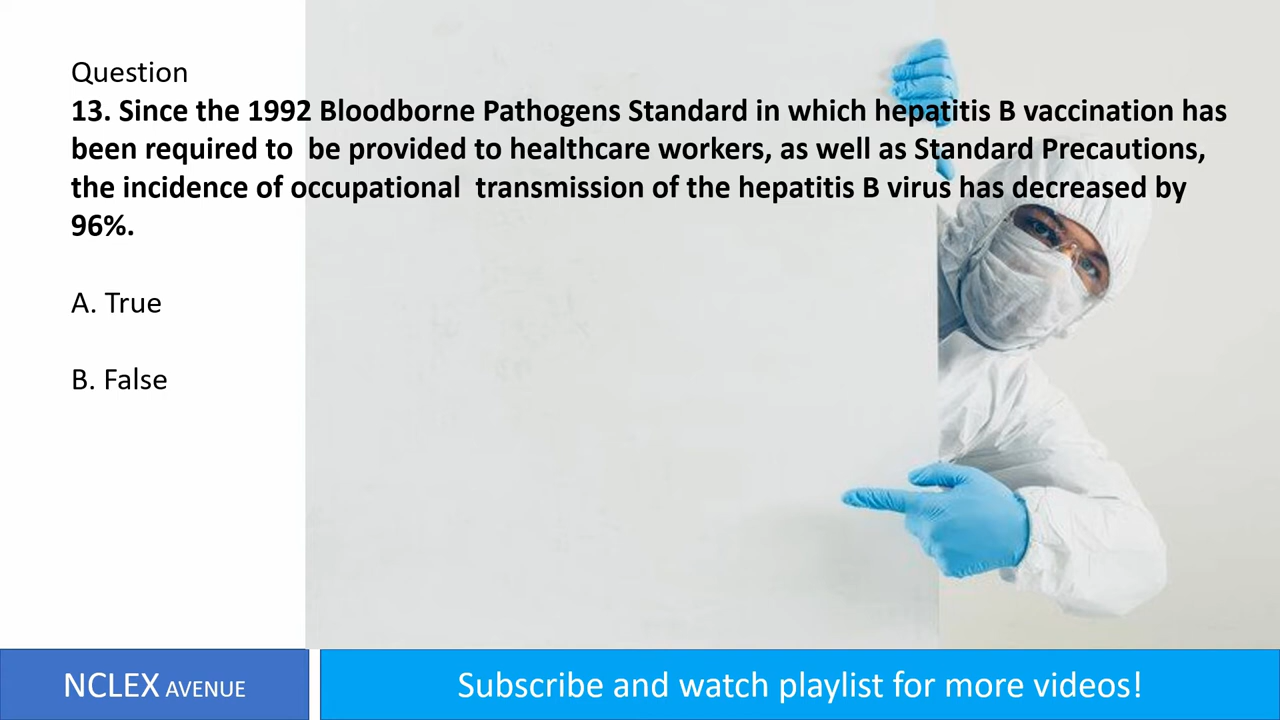 Question
13. Since the 1992 Bloodborne Pathogens Standard in which hepatitis B vaccination has
been required to  be provided to healthcare workers, as well as Standard Precautions,
the incidence of occupational  transmission of the hepatitis B virus has decreased by
96%.
A. True
B. False
NCLEX AVENUE
Subscribe and watch playlist for more videos!